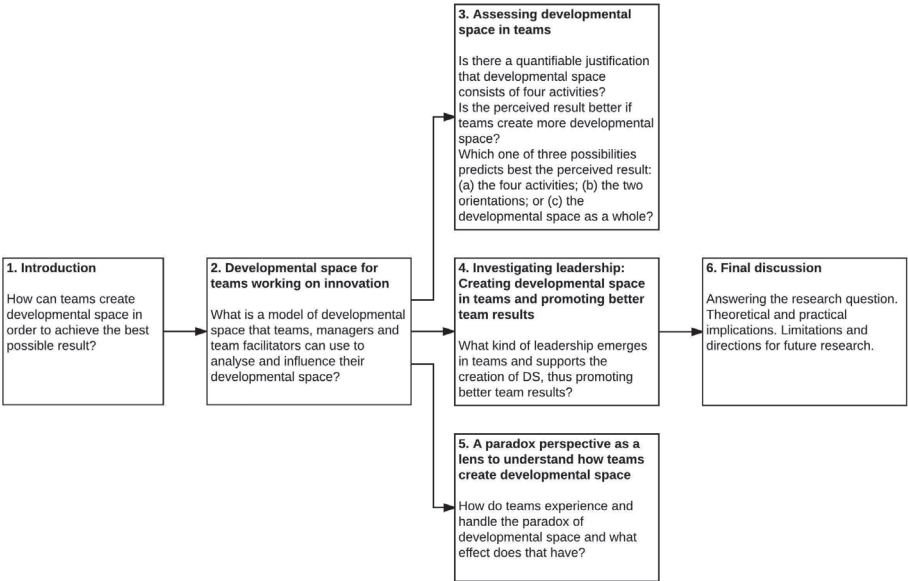 1. Introduction
How can teams create
developmental space in
order to achieve the best
possible result?
2. Developmental space for
teams working on innovation
What is a model of developmental
space that teams, managers and
team facilitators can use to
analyse and influence their
developmental space?
3. Assessing developmental
space in teams
Is there a quantifiable justification
that developmental space
consists of four activities?
Is the perceived result better if
teams create more developmental
space?
Which one of three possibilities
predicts best the perceived result:
(a) the four activities; (b) the two
orientations; or (c) the
developmental space as a whole?
4. Investigating leadership:
Creating developmental space
in teams and promoting better
team results
What kind of leadership emerges
in teams and supports the
creation of DS, thus promoting
better team results?
5. A paradox perspective as a
lens to understand how teams
create developmental space
How do teams experience and
handle the paradox of
developmental space and what
effect does that have?
6. Final discussion
Answering the research question.
Theoretical and practical
implications. Limitations and
directions for future research.